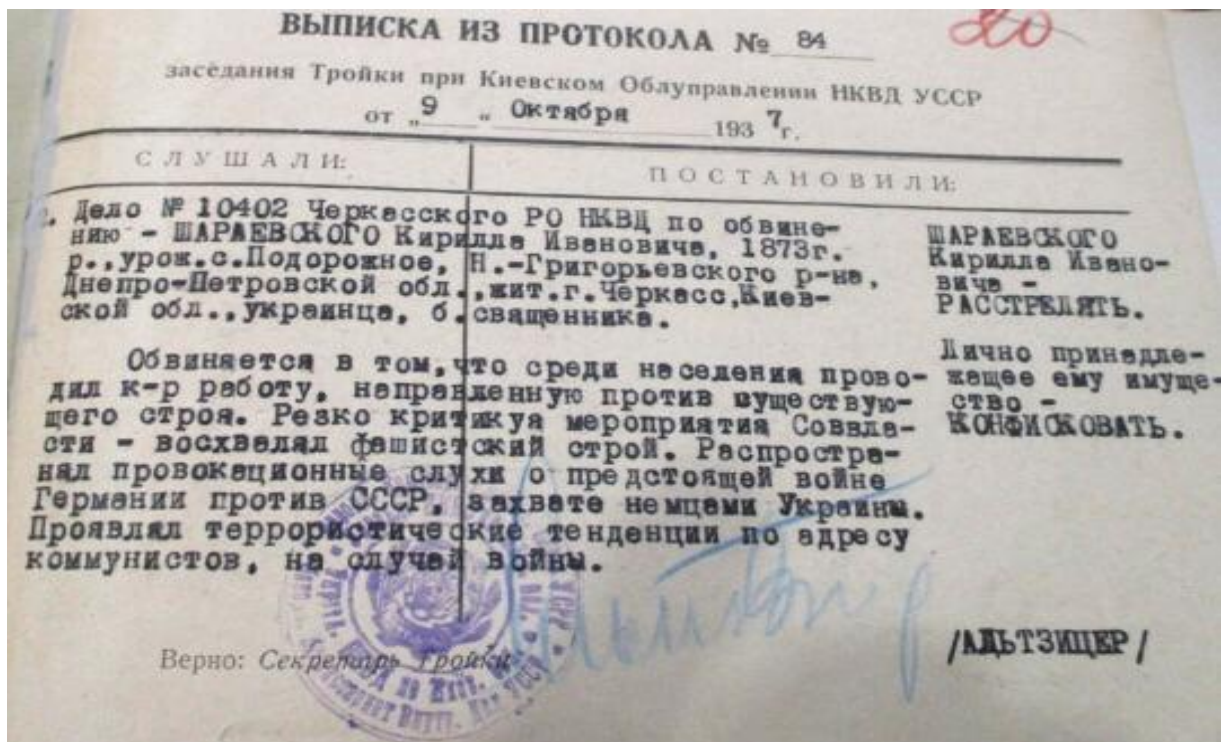 ВЫПИСКА ИЗ ПРОТОКОЛА № 84
заседания Тройки при Киевском Облуправлении НКВД УССР
от „9 “ Октября 1937г.
СЛУШАЛИ:
ПОСТАНОВИЛИ:
. Дело № 10402 Черкасского РО НКВД по обвине-
нию - ШАРАЕВСКОГО Кирилла Ивановича, 1873г.
р.,урож.с.Подорожное, Н.-Григорьевского р-на,
Днепро-Петровской обл.,жит.г.Черкасс,Киев-
ской обл.,украинца, б.священника.
Обвиняется в том,что среди населения прово-
дил к-р работу, направленную против существую-
щего строя. Резко критикуя мероприятия Соввла-
сти - восхвалял фашистский строй. Распростра-
нял провокационные слухи о предстоящей войне
Германии против СССР, захвате немцами Украины.
Проявлял террористические тенденции по адресу
коммунистов, на случай войны.
ШАРАЕВСКОГО
Кирилла Ивано-
вича -
РАССТРЕЛЯТЬ.
Лично принадле-
жащее ему имуще-
ство -
КОНФИСКОВАТЬ.
Верно: Секретарь Тройки
/АЛЬТЗИЦЕР/